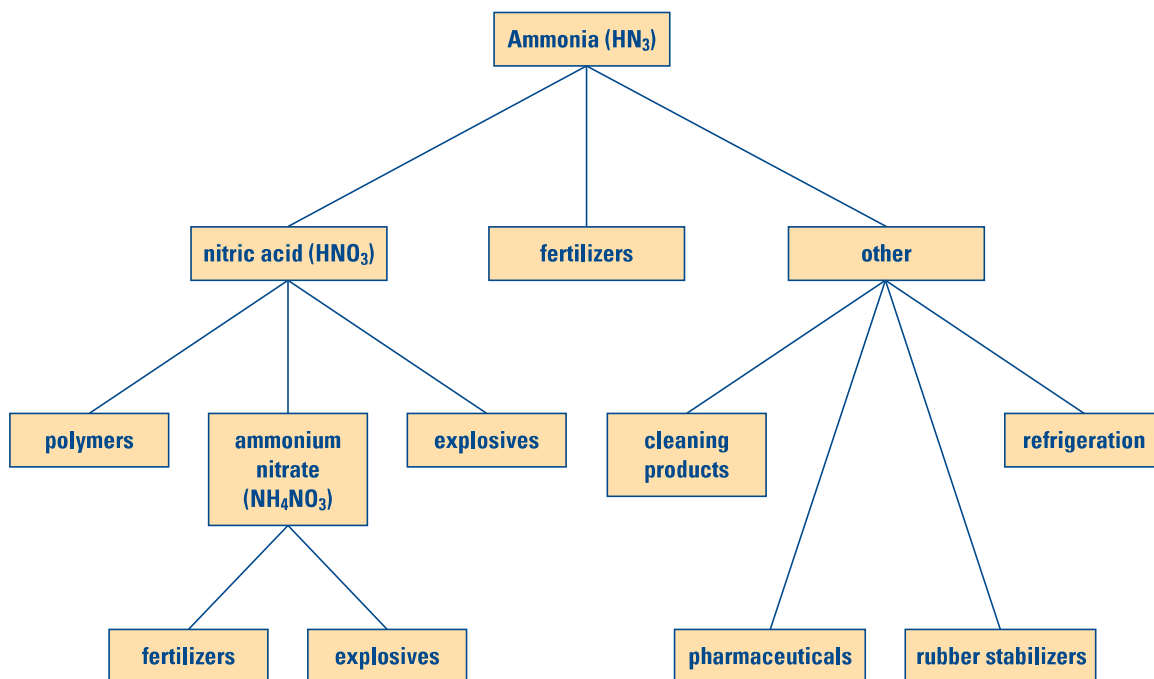 Ammonia (HN₃)
nitric acid (HNO₃)
fertilizers
other
polymers
ammonium
nitrate
(NH₄NO₃)
explosives
cleaning
products
refrigeration
fertilizers
explosives
pharmaceuticals
rubber stabilizers